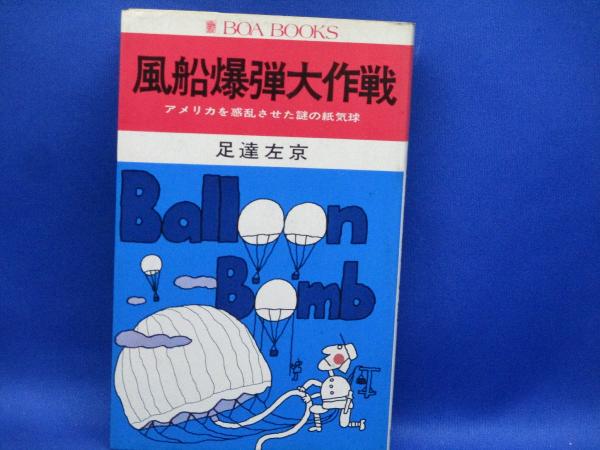 BOA BOOKS
風船爆弾大作戦
アメリカを惑乱させた謎の紙気球
足達左京
Balloon
Bomb